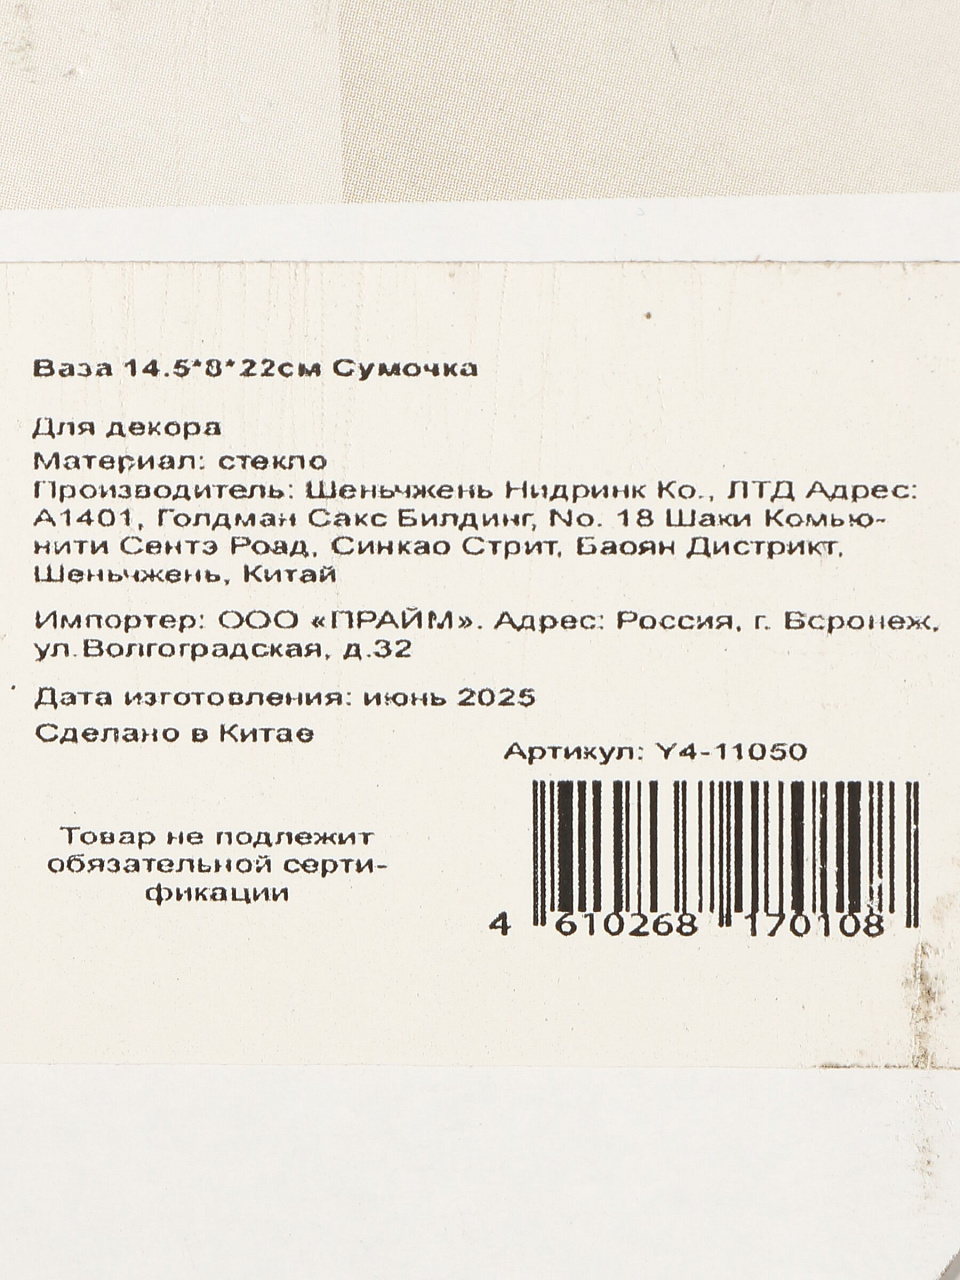 Ваза 14.5*8*22см Сумочка
Для декора
Материал: стекло
Производитель: Шеньчжень Нидринк Ко., ЛТД Адрес:
А1401, Голдман Сакс Билдинг, No. 18 Шаки Комью-
нити Сентэ Роад, Синкао Стрит, Баоян Дистрикт,
Шеньчжень, Китай
Импортер: ООО «ПРАЙМ». Адрес: Россия, г. Воронеж,
ул.Волгоградская, д.32
Дата изготовления: июнь 2025
Сделано в Китае
Артикул: Y4-11050
Товар не подлежит
обязательной серти-
фикации
4 610268 170108